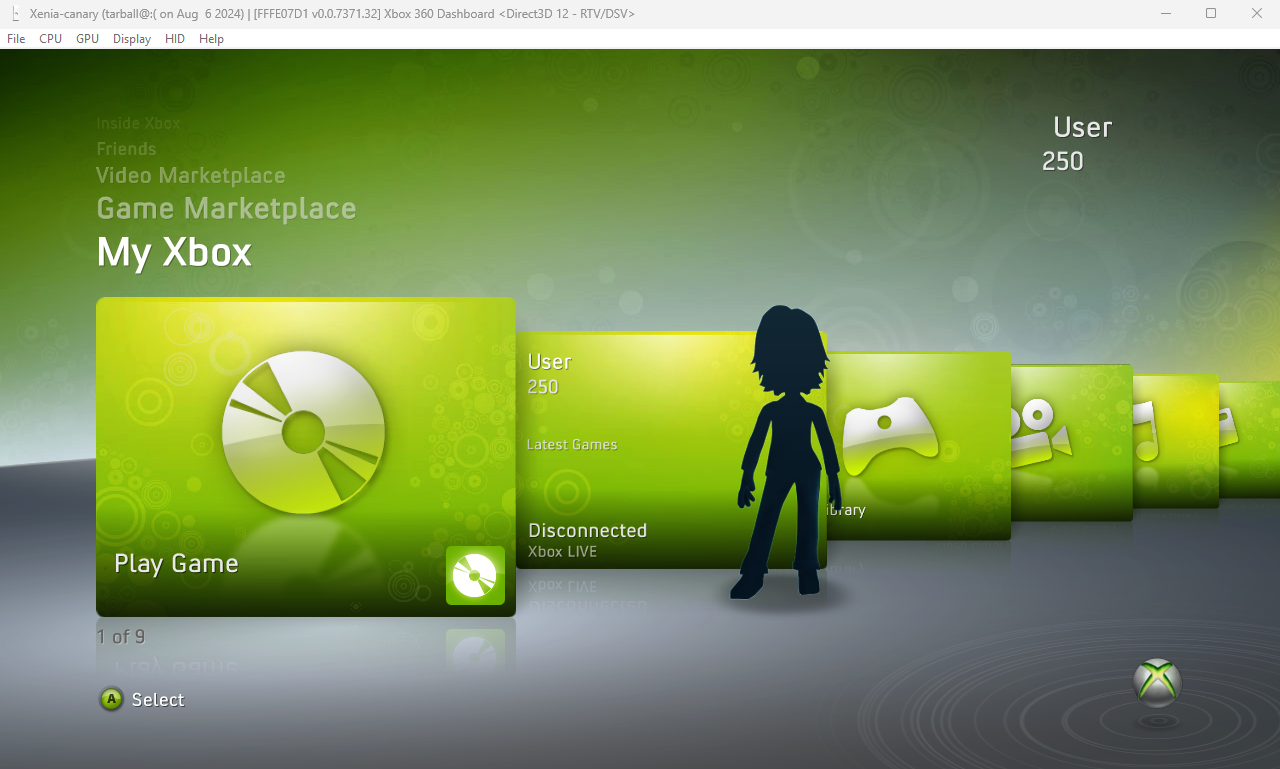 Xenia-canary (tarball@:( on Aug  6 2024) | [FFFE07D1 v0.0.7371.32] Xbox 360 Dashboard <Direct3D 12 - RTV/DSV>
File CPU GPU Display HID Help
Inside Xbox
Friends
Video Marketplace
Game Marketplace
My Xbox
User
250
User
250
Latest Games
Disconnected
Xbox LIVE
Play Game
1 of 9
A Select